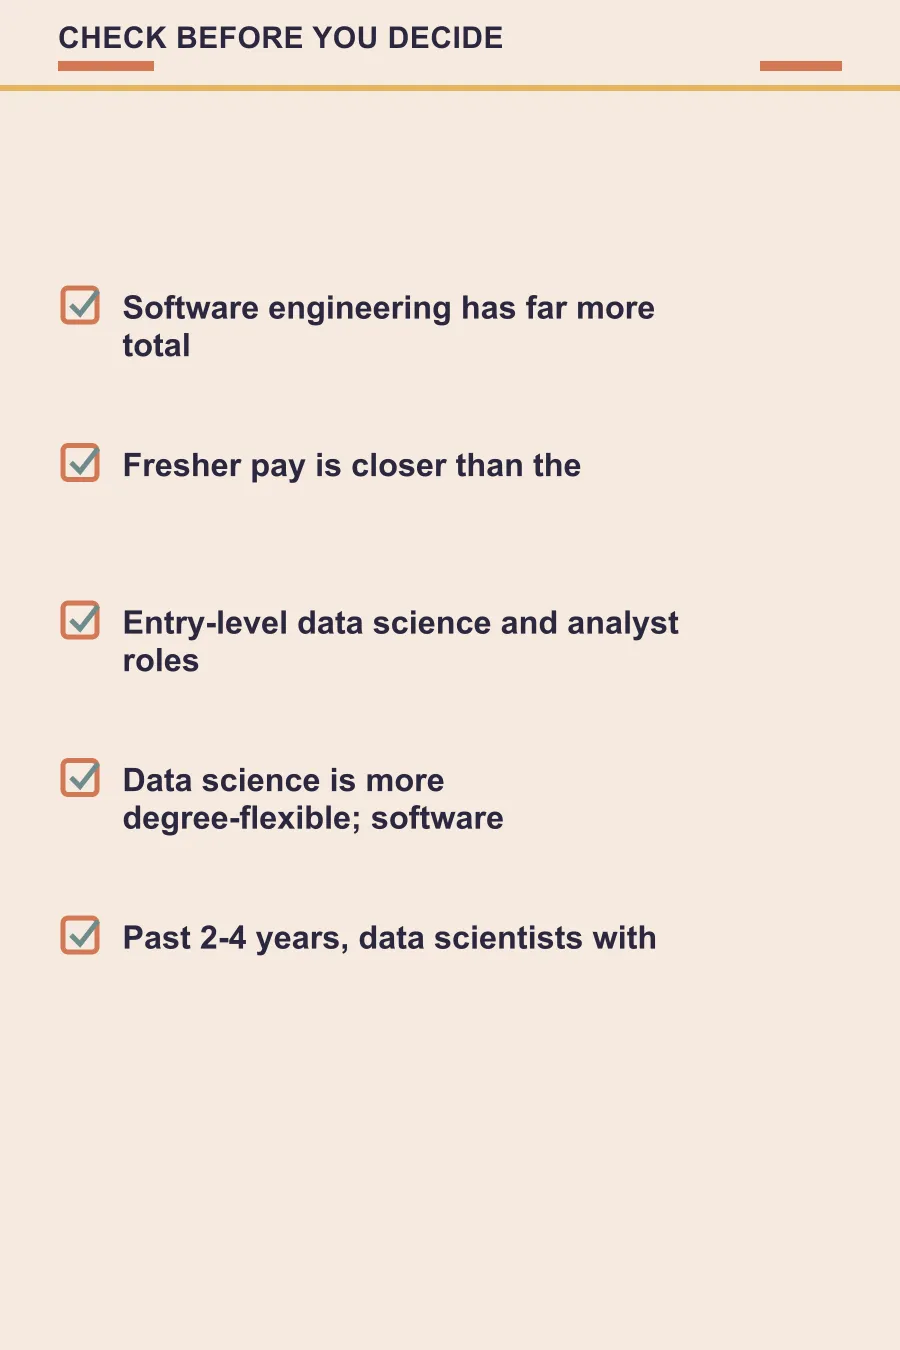 CHECK BEFORE YOU DECIDE
Software engineering has far more
total
Fresher pay is closer than the
Entry-level data science and analyst
roles
Data science is more
degree-flexible; software
Past 2-4 years, data scientists with